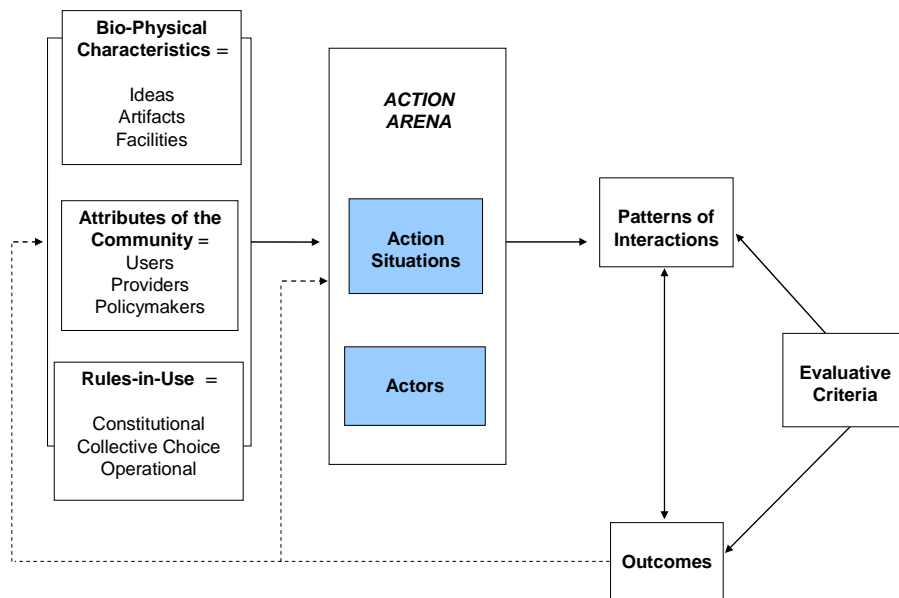 Bio-Physical
Characteristics =
Ideas
Artifacts
Facilities
Attributes of the
Community =
Users
Providers
Policymakers
Rules-in-Use =
Constitutional
Collective Choice
Operational
ACTION
ARENA
Action
Situations
Actors
Patterns of
Interactions
Evaluative
Criteria
Outcomes